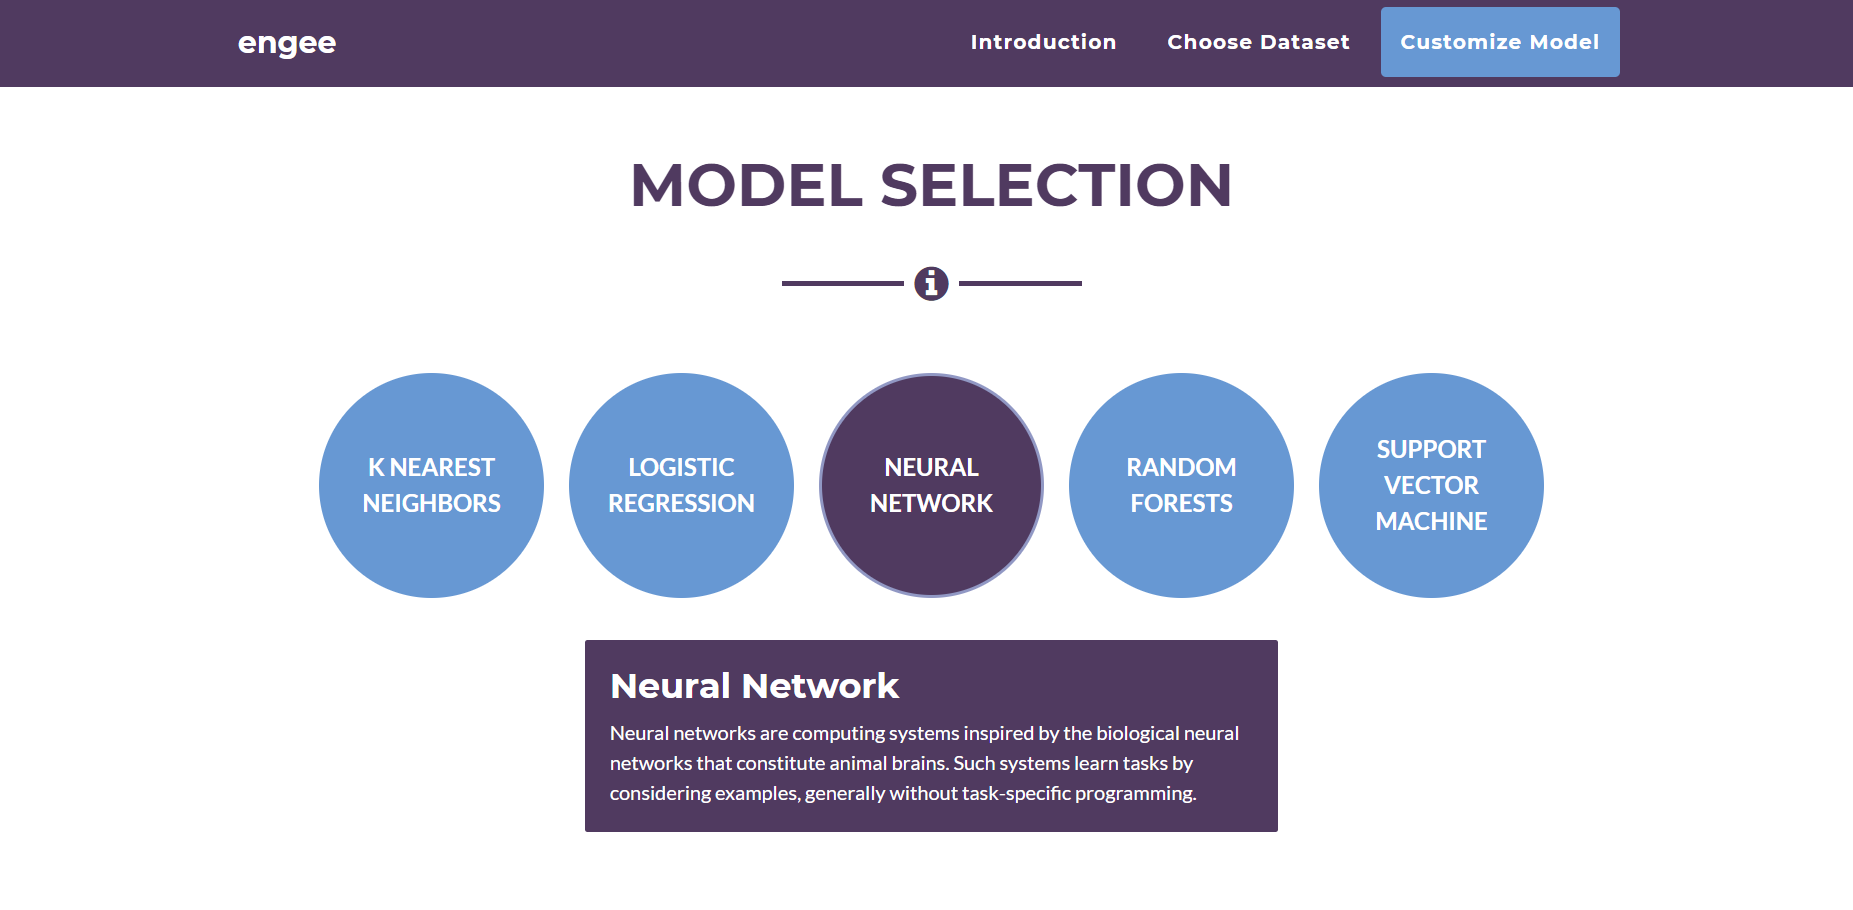 engee
Introduction
Choose Dataset
Customize Model
MODEL SELECTION
K NEAREST
NEIGHBORS
LOGISTIC
REGRESSION
NEURAL
NETWORK
RANDOM
FORESTS
SUPPORT
VECTOR
MACHINE
Neural Network
Neural networks are computing systems inspired by the biological neural
networks that constitute animal brains. Such systems learn tasks by
considering examples, generally without task-specific programming.